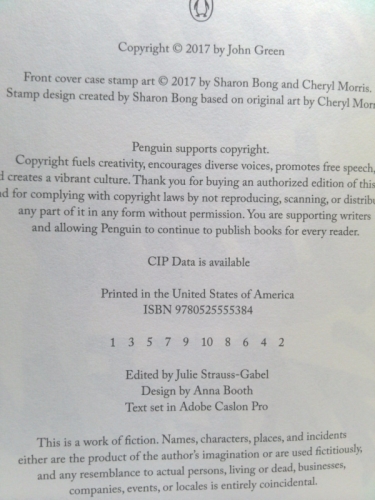 Copyright © 2017 by John Green
Front cover case stamp art © 2017 by Sharon Bong and Cheryl Morris.
Stamp design created by Sharon Bong based on original art by Cheryl Morr
Penguin supports copyright.
Copyright fuels creativity, encourages diverse voices, promotes free speech,
d creates a vibrant culture. Thank you for buying an authorized edition of this
nd for complying with copyright laws by not reproducing, scanning, or distribu
any part of it in any form without permission. You are supporting writers
and allowing Penguin to continue to publish books for every reader.
CIP Data is available
Printed in the United States of America
ISBN 9780525555384
1 3 5 7 9 10 8 6 4 2
Edited by Julie Strauss-Gabel
Design by Anna Booth
Text set in Adobe Caslon Pro
This is a work of fiction. Names, characters, places, and incidents
either are the product of the author's imagination or are used fictitiously,
and any resemblance to actual persons, living or dead, businesses,
companies, events, or locales is entirely coincidental.